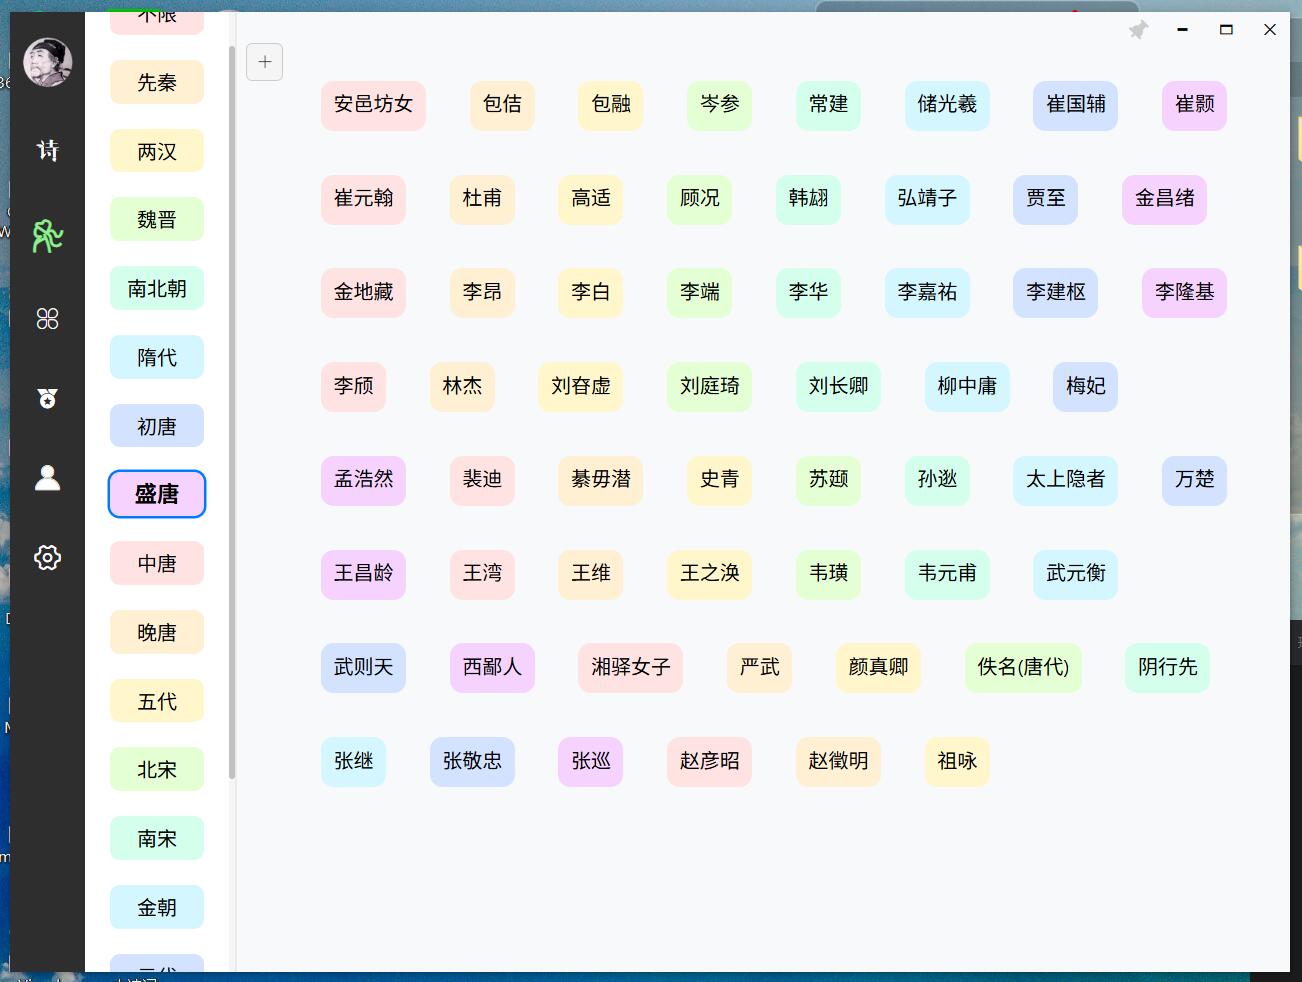 诗
不限
先秦
两汉
魏晋
南北朝
隋代
初唐
盛唐
中唐
晚唐
五代
北宋
南宋
金朝
安邑坊女 包佶 包融 岑参 常建 储光羲 崔国辅 崔颢
崔元翰 杜甫 高适 顾况 韩翃 弘靖子 贾至 金昌绪
金地藏 李昂 李白 李端 李华 李嘉祐 李建枢 李隆基
李颀 林杰 刘眘虚 刘庭琦 刘长卿 柳中庸 梅妃
孟浩然 裴迪 綦毋潜 史青 苏颋 孙逖 太上隐者 万楚
王昌龄 王湾 王维 王之涣 韦璜 韦元甫 武元衡
武则天 西鄙人 湘驿女子 严武 颜真卿 佚名(唐代) 阴行先
张继 张敬忠 张巡 赵彦昭 赵徵明 祖咏